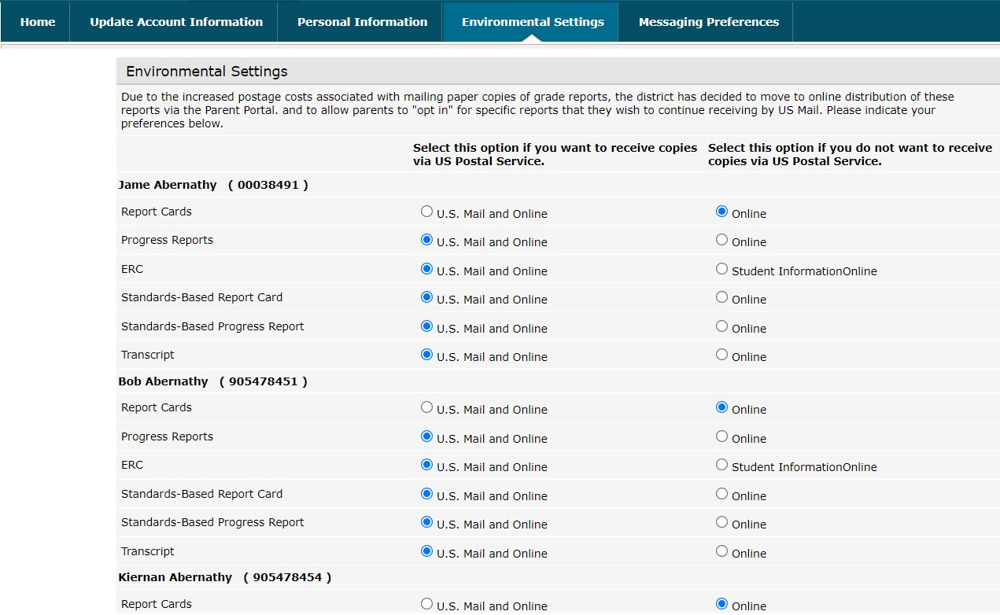 Home Update Account Information Personal Information Environmental Settings Messaging Preferences
Environmental Settings
Due to the increased postage costs associated with mailing paper copies of grade reports, the district has decided to move to online distribution of these
reports via the Parent Portal. and to allow parents to "opt in" for specific reports that they wish to continue receiving by US Mail. Please indicate your
preferences below.
Select this option if you want to receive copies
via US Postal Service.
Select this option if you do not want to receive
copies via US Postal Service.
Jame Abernathy ( 00038491 )
Report Cards U.S. Mail and Online Online
Progress Reports U.S. Mail and Online Online
ERC U.S. Mail and Online Student InformationOnline
Standards-Based Report Card U.S. Mail and Online Online
Standards-Based Progress Report U.S. Mail and Online Online
Transcript U.S. Mail and Online Online
Bob Abernathy ( 905478451 )
Report Cards U.S. Mail and Online Online
Progress Reports U.S. Mail and Online Online
ERC U.S. Mail and Online Student InformationOnline
Standards-Based Report Card U.S. Mail and Online Online
Standards-Based Progress Report U.S. Mail and Online Online
Transcript U.S. Mail and Online Online
Kiernan Abernathy ( 905478454 )
Report Cards U.S. Mail and Online Online